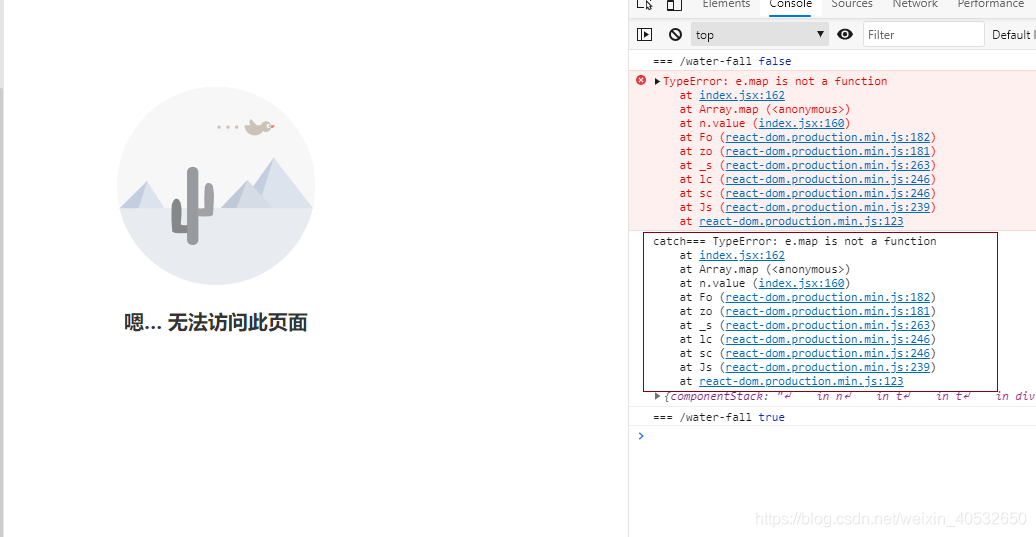 Elements Console Sources Network Performance
top ▼ Filter Default l
=== /water-fall false
TypeError: e.map is not a function
at index.jsx:162
at Array.map (<anonymous>)
at n.value (index.jsx:160)
at Fo (react-dom.production.min.js:182)
at zo (react-dom.production.min.js:181)
at _s (react-dom.production.min.js:263)
at lc (react-dom.production.min.js:246)
at sc (react-dom.production.min.js:246)
at Js (react-dom.production.min.js:239)
at react-dom.production.min.js:123
catch=== TypeError: e.map is not a function
at index.jsx:162
at Array.map (<anonymous>)
at n.value (index.jsx:160)
at Fo (react-dom.production.min.js:182)
at zo (react-dom.production.min.js:181)
at _s (react-dom.production.min.js:263)
at lc (react-dom.production.min.js:246)
at sc (react-dom.production.min.js:246)
at Js (react-dom.production.min.js:239)
at react-dom.production.min.js:123
{componentStack: "↵ in n↵ in t↵ in t↵ in div
=== /water-fall true
嗯… 无法访问此页面
https://blog.csdn.net/weixin_40532650